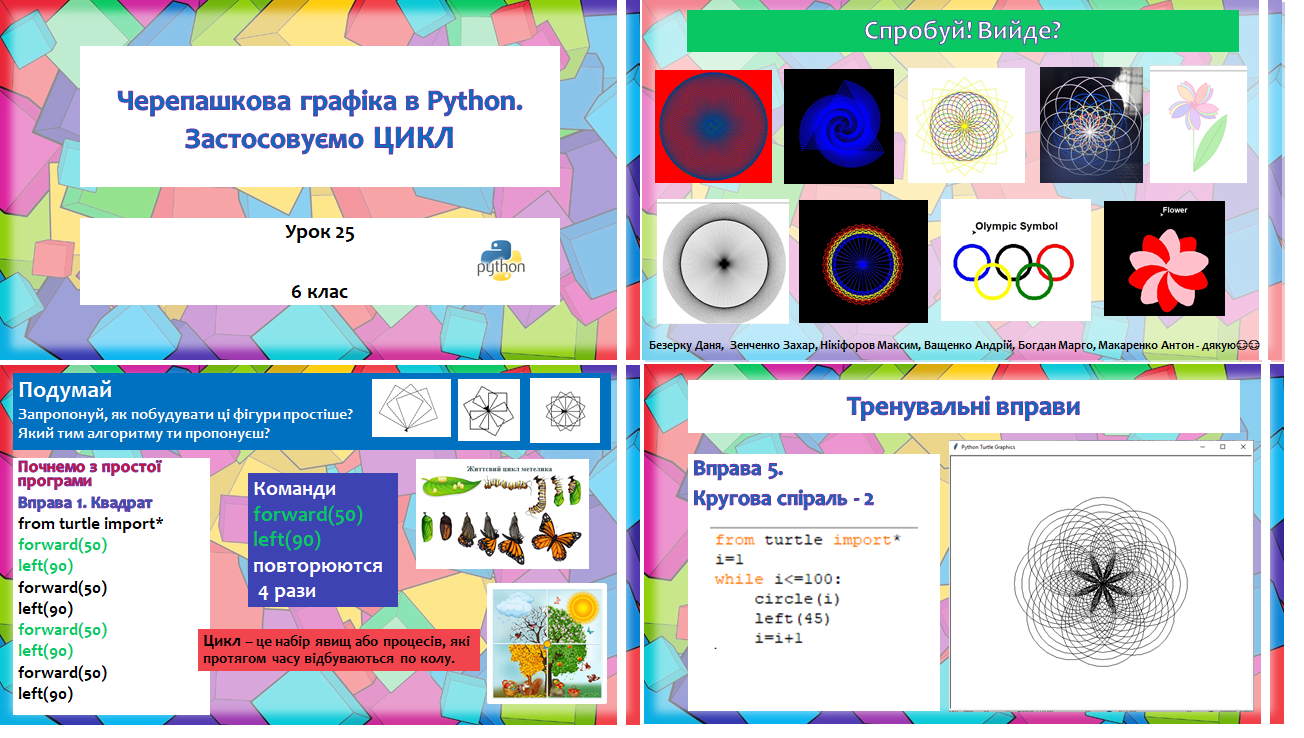 Черепашкова графіка в Python.
Застосовуємо ЦИКЛ
Урок 25
python
6 клас
Спробуй! Вийде?
Olympic Symbol
Flower
Безерку Даня, Зенченко Захар, Нікіфоров Максим, Ващенко Андрій, Богдан Марго, Макаренко Антон - дякую😊😊
Подумай
Запропонуй, як побудувати ці фігури простіше?
Який тим алгоритму ти пропонуєш?
Почнемо з простої
програми
Вправа 1. Квадрат
from turtle import*
forward(50)
left(90)
forward(50)
left(90)
forward(50)
left(90)
forward(50)
left(90)
Команди
forward(50)
left(90)
повторюються
4 рази
Життєвий цикл метелика
Цикл – це набір явищ або процесів, які
протягом часу відбуваються по колу.
Тренувальні вправи
Вправа 5.
Кругова спіраль - 2
from turtle import*
i=1
while i<=100:
    circle(i)
    left(45)
    i=i+1
Python Turtle Graphics